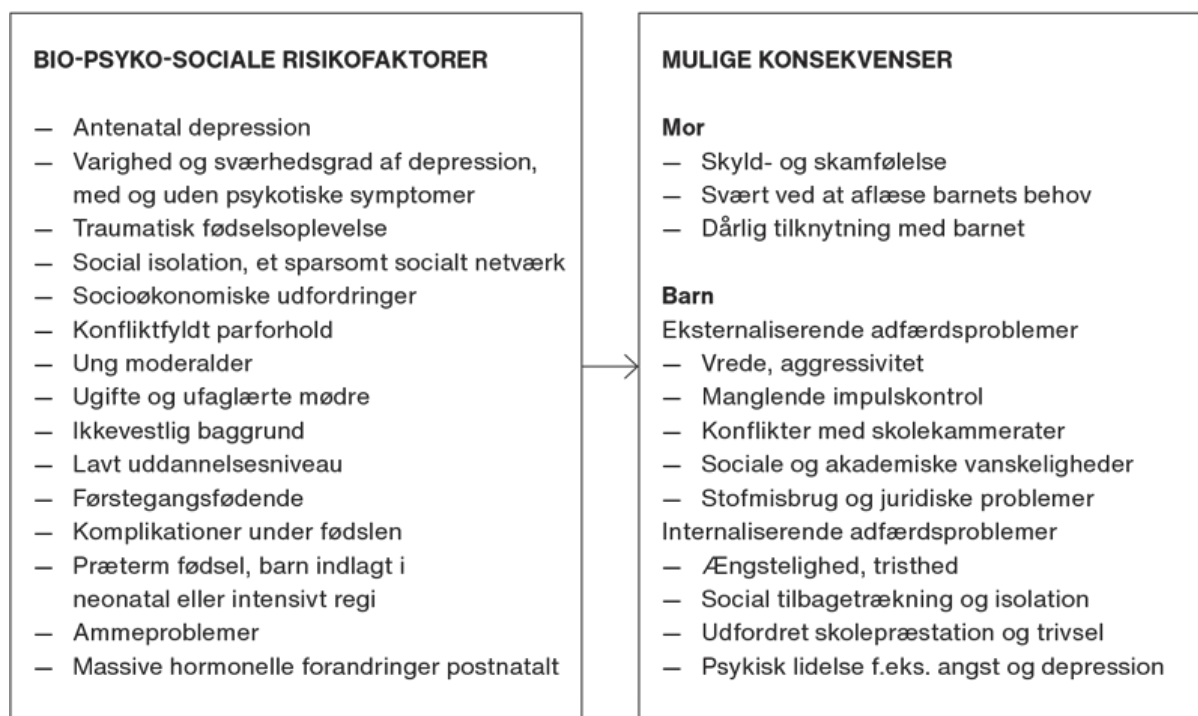 BIO-PSYKO-SOCIALE RISIKOFAKTORER
— Antenatal depression
— Varighed og sværhedsgrad af depression,
med og uden psykotiske symptomer
— Traumatisk fødselsoplevelse
— Social isolation, et sparsomt socialt netværk
— Socioøkonomiske udfordringer
— Konfliktfyldt parforhold
— Ung moderalder
— Ugifte og ufaglærte mødre
— Ikkevestlig baggrund
— Lavt uddannelsesniveau
— Førstegangsfødende
— Komplikationer under fødslen
— Præterm fødsel, barn indlagt i
neonatal eller intensivt regi
— Ammeproblemer
— Massive hormonelle forandringer postnatalt
MULIGE KONSEKVENSER
Mor
— Skyld- og skamfølelse
— Svært ved at aflæse barnets behov
— Dårlig tilknytning med barnet
Barn
Eksternaliserende adfærdsproblemer
— Vrede, aggressivitet
— Manglende impulskontrol
— Konflikter med skolekammerater
— Sociale og akademiske vanskeligheder
— Stofmisbrug og juridiske problemer
Internaliserende adfærdsproblemer
— Ængstelighed, tristhed
— Social tilbagetrækning og isolation
— Udfordret skolepræstation og trivsel
— Psykisk lidelse f.eks. angst og depression